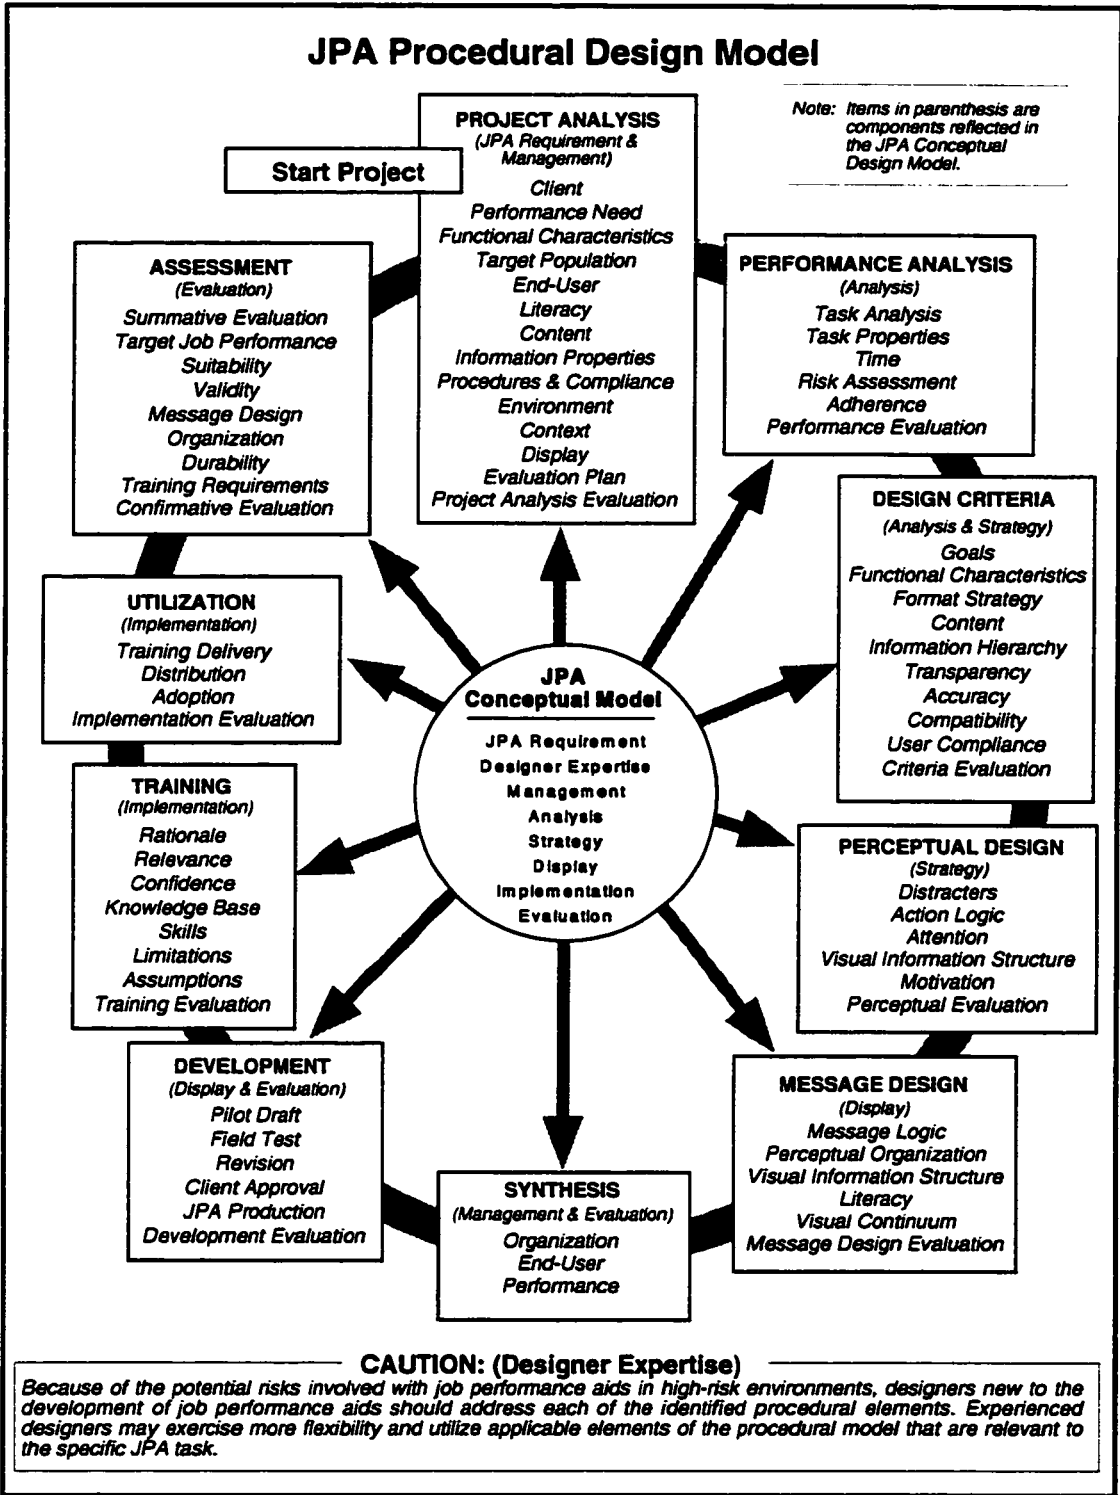 JPA Procedural Design Model
Note: Items in parenthesis are
components reflected in
the JPA Conceptual
Design Model.
Start Project
PROJECT ANALYSIS
(JPA Requirement &
Management)
Client
Performance Need
Functional Characteristics
Target Population
End-User
Literacy
Content
Information Properties
Procedures & Compliance
Environment
Context
Display
Evaluation Plan
Project Analysis Evaluation
PERFORMANCE ANALYSIS
(Analysis)
Task Analysis
Task Properties
Time
Risk Assessment
Adherence
Performance Evaluation
DESIGN CRITERIA
(Analysis & Strategy)
Goals
Functional Characteristics
Format Strategy
Content
Information Hierarchy
Transparency
Accuracy
Compatibility
User Compliance
Criteria Evaluation
PERCEPTUAL DESIGN
(Strategy)
Distracters
Action Logic
Attention
Visual Information Structure
Motivation
Perceptual Evaluation
MESSAGE DESIGN
(Display)
Message Logic
Perceptual Organization
Visual Information Structure
Literacy
Visual Continuum
Message Design Evaluation
SYNTHESIS
(Management & Evaluation)
Organization
End-User
Performance
DEVELOPMENT
(Display & Evaluation)
Pilot Draft
Field Test
Revision
Client Approval
JPA Production
Development Evaluation
TRAINING
(Implementation)
Rationale
Relevance
Confidence
Knowledge Base
Skills
Limitations
Assumptions
Training Evaluation
UTILIZATION
(Implementation)
Training Delivery
Distribution
Adoption
Implementation Evaluation
ASSESSMENT
(Evaluation)
Summative Evaluation
Target Job Performance
Suitability
Validity
Message Design
Organization
Durability
Training Requirements
Confirmative Evaluation
JPA
Conceptual Model
JPA Requirement
Designer Expertise
Management
Analysis
Strategy
Display
Implementation
Evaluation
CAUTION: (Designer Expertise)
Because of the potential risks involved with job performance aids in high-risk environments, designers new to the
development of job performance aids should address each of the identified procedural elements. Experienced
designers may exercise more flexibility and utilize applicable elements of the procedural model that are relevant to
the specific JPA task.